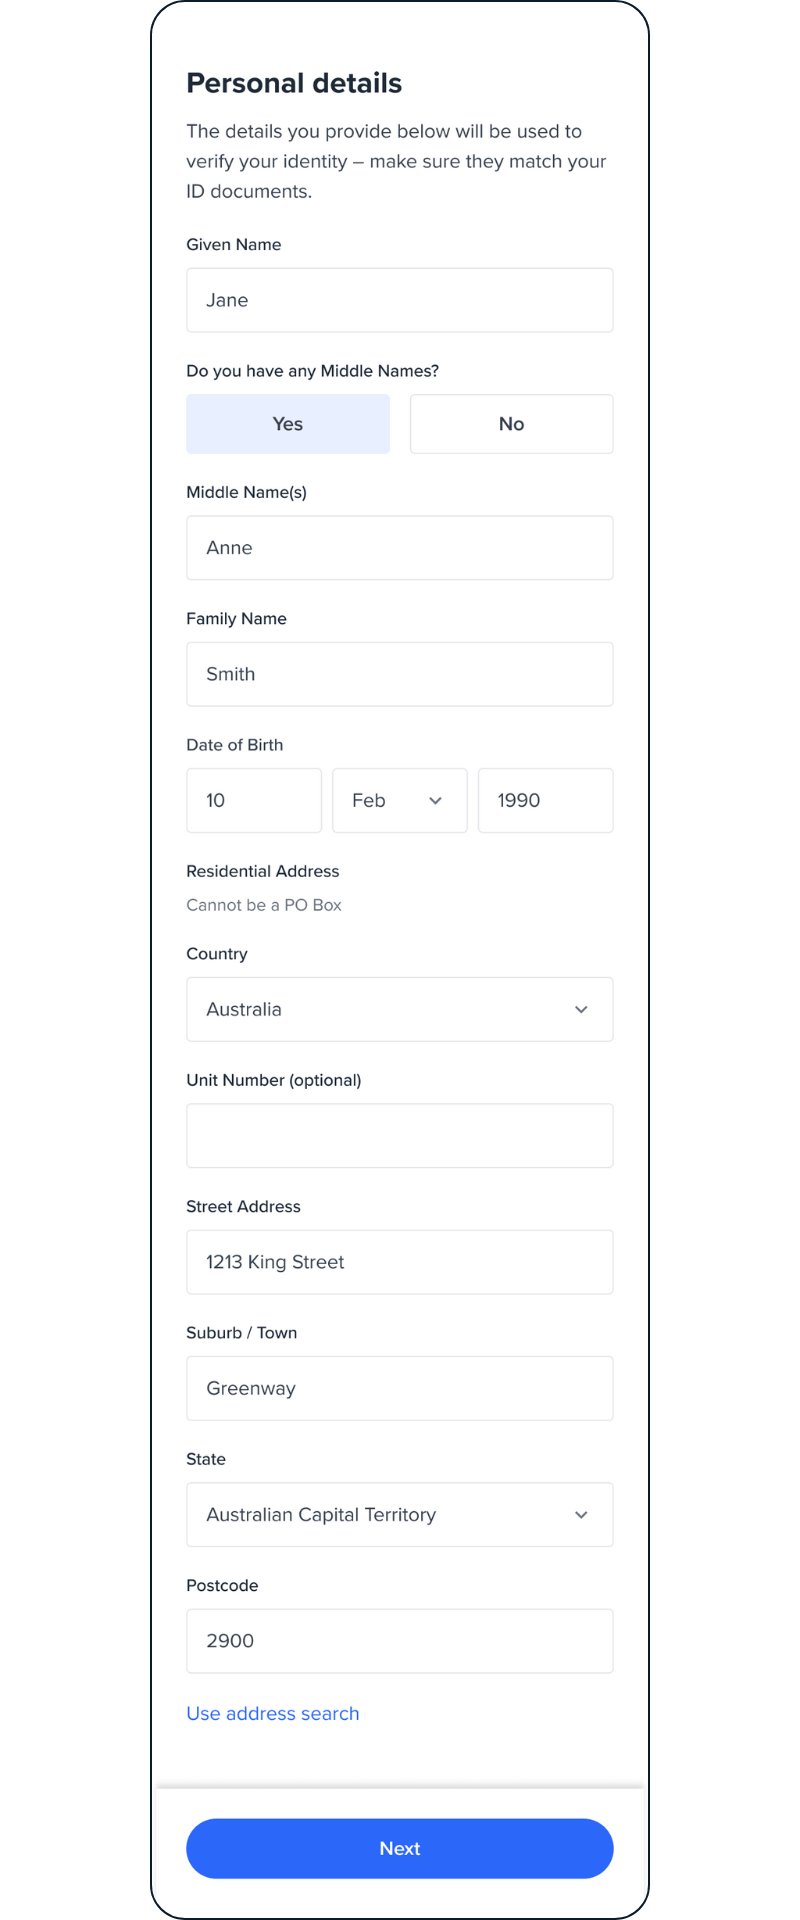 Personal details
The details you provide below will be used to
verify your identity – make sure they match your
ID documents.
Given Name
Jane
Do you have any Middle Names?
Yes No
Middle Name(s)
Anne
Family Name
Smith
Date of Birth
10 Feb 1990
Residential Address
Cannot be a PO Box
Country
Australia
Unit Number (optional)
Street Address
1213 King Street
Suburb / Town
Greenway
State
Australian Capital Territory
Postcode
2900
Use address search
Next